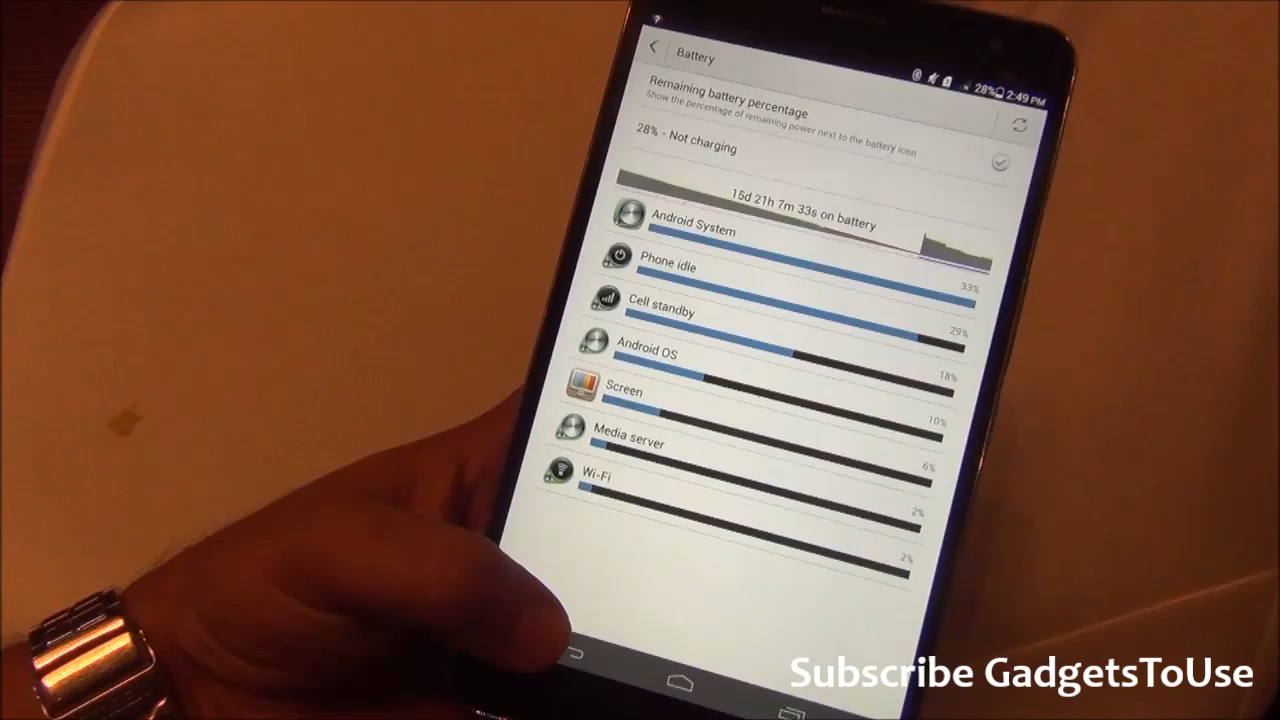 28% 2:49 PM
Battery
Remaining battery percentage
Show the percentage of remaining power next to the battery icon
28% - Not charging
15d 21h 7m 33s on battery
Android System
33%
Phone idle
29%
Cell standby
18%
Android OS
10%
Screen
6%
Media server
2%
Wi-Fi
2%
Subscribe GadgetsToUse